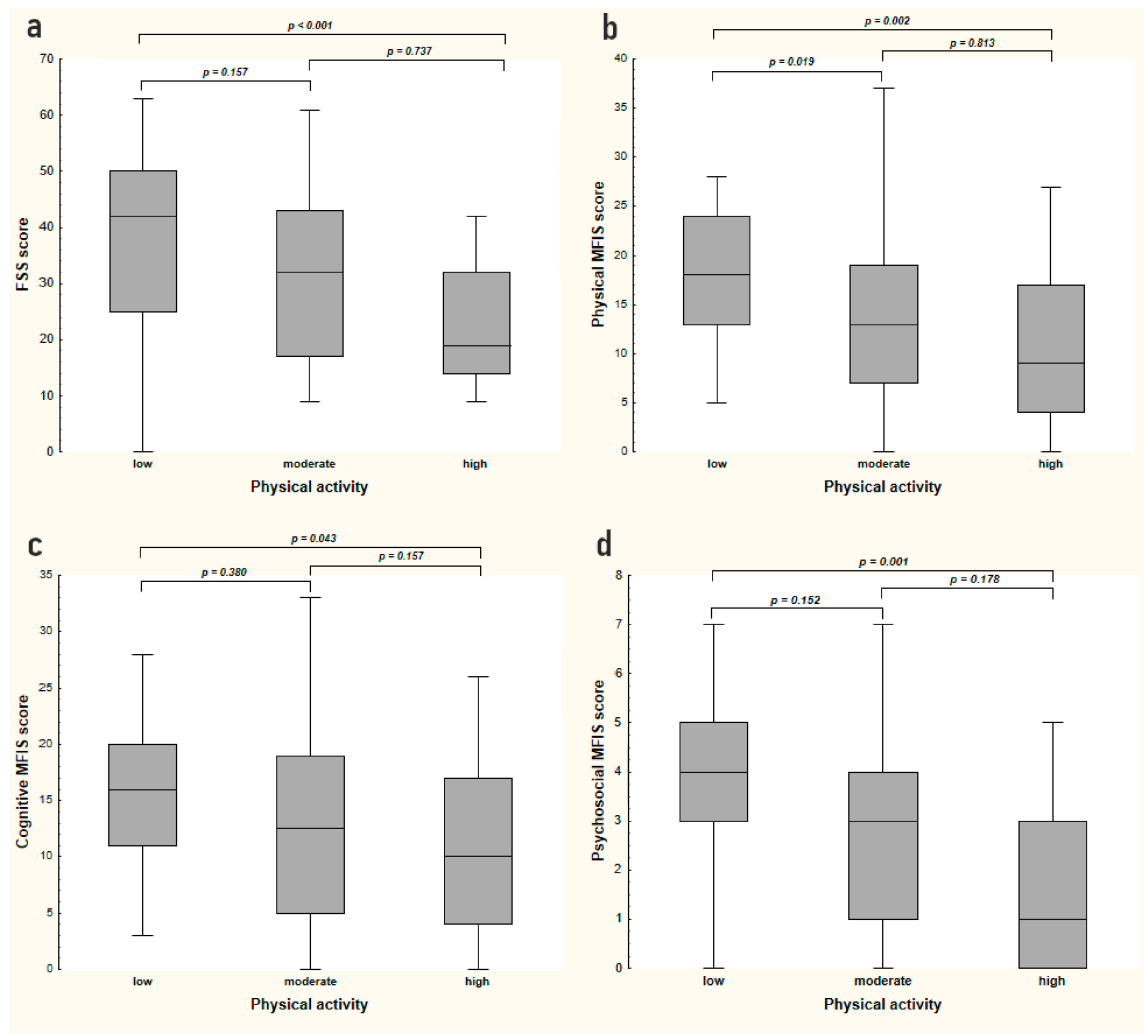 a
p < 0.001
p = 0.737
p = 0.157
70
60
50
40
30
20
10
0
FSS score
low moderate high
Physical activity
b
p = 0.002
p = 0.813
p = 0.019
40
35
30
25
20
15
10
5
0
Physical MFIS score
low moderate high
Physical activity
c
p = 0.043
p = 0.157
p = 0.380
35
30
25
20
15
10
5
0
Cognitive MFIS score
low moderate high
Physical activity
d
p = 0.001
p = 0.178
p = 0.152
8
7
6
5
4
3
2
1
0
Psychosocial MFIS score
low moderate high
Physical activity